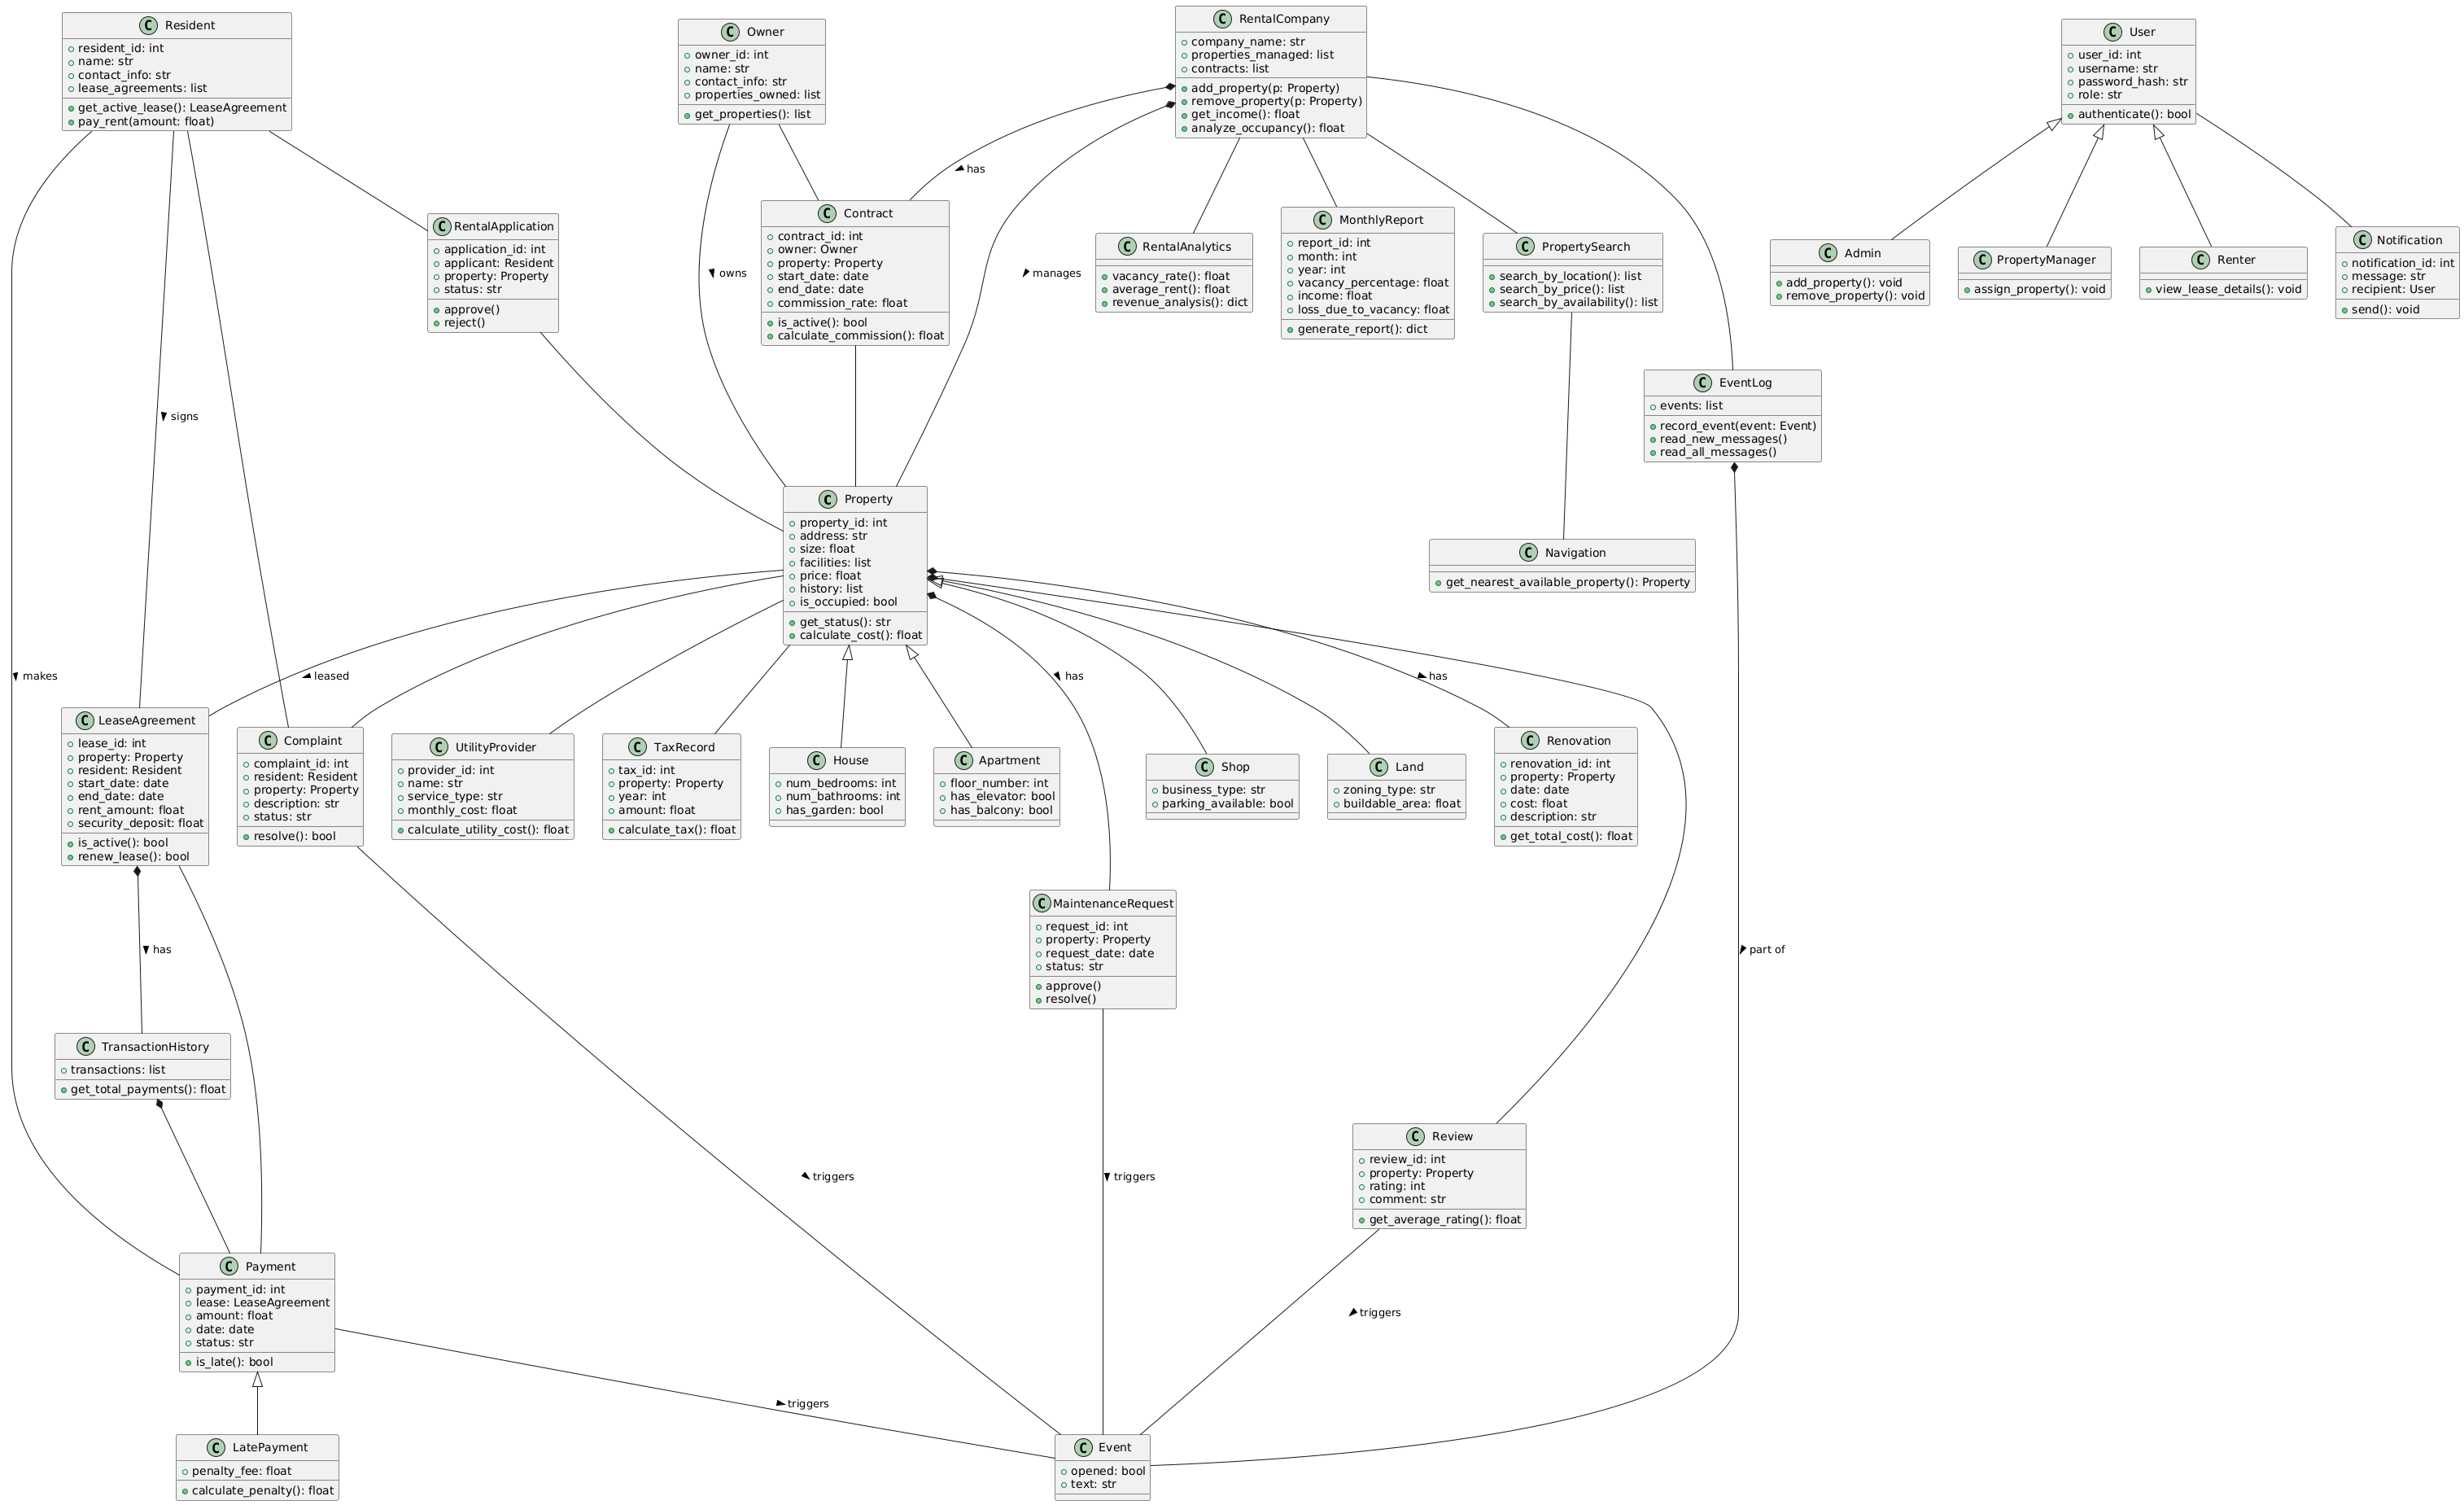 Resident
resident_id: int
name: str
contact_info: str
lease_agreements: list
get_active_lease(): LeaseAgreement
pay_rent(amount: float)
Owner
owner_id: int
name: str
contact_info: str
properties_owned: list
get_properties(): list
RentalCompany
company_name: str
properties_managed: list
contracts: list
add_property(p: Property)
remove_property(p: Property)
get_income(): float
analyze_occupancy(): float
User
user_id: int
username: str
password_hash: str
role: str
authenticate(): bool
has
RentalApplication
application_id: int
applicant: Resident
property: Property
status: str
approve()
reject()
owns
Contract
contract_id: int
owner: Owner
property: Property
start_date: date
end_date: date
commission_rate: float
is_active(): bool
calculate_commission(): float
manages
RentalAnalytics
vacancy_rate(): float
average_rent(): float
revenue_analysis(): dict
MonthlyReport
report_id: int
month: int
year: int
vacancy_percentage: float
income: float
loss_due_to_vacancy: float
generate_report(): dict
PropertySearch
search_by_location(): list
search_by_price(): list
search_by_availability(): list
Admin
add_property(): void
remove_property(): void
PropertyManager
assign_property(): void
Renter
view_lease_details(): void
Notification
notification_id: int
message: str
recipient: User
send(): void
signs
EventLog
events: list
record_event(event: Event)
read_new_messages()
read_all_messages()
Property
property_id: int
address: str
size: float
facilities: list
price: float
history: list
is_occupied: bool
get_status(): str
calculate_cost(): float
Navigation
get_nearest_available_property(): Property
makes
leased
has
has
LeaseAgreement
lease_id: int
property: Property
resident: Resident
start_date: date
end_date: date
rent_amount: float
security_deposit: float
is_active(): bool
renew_lease(): bool
Complaint
complaint_id: int
resident: Resident
property: Property
description: str
status: str
resolve(): bool
UtilityProvider
provider_id: int
name: str
service_type: str
monthly_cost: float
calculate_utility_cost(): float
TaxRecord
tax_id: int
property: Property
year: int
amount: float
calculate_tax(): float
House
num_bedrooms: int
num_bathrooms: int
has_garden: bool
Apartment
floor_number: int
has_elevator: bool
has_balcony: bool
Shop
business_type: str
parking_available: bool
Land
zoning_type: str
buildable_area: float
Renovation
renovation_id: int
property: Property
date: date
cost: float
description: str
get_total_cost(): float
has
MaintenanceRequest
request_id: int
property: Property
request_date: date
status: str
approve()
resolve()
part of
TransactionHistory
transactions: list
get_total_payments(): float
triggers
triggers
Review
review_id: int
property: Property
rating: int
comment: str
get_average_rating(): float
Payment
payment_id: int
lease: LeaseAgreement
amount: float
date: date
status: str
is_late(): bool
triggers
triggers
LatePayment
penalty_fee: float
calculate_penalty(): float
Event
opened: bool
text: str